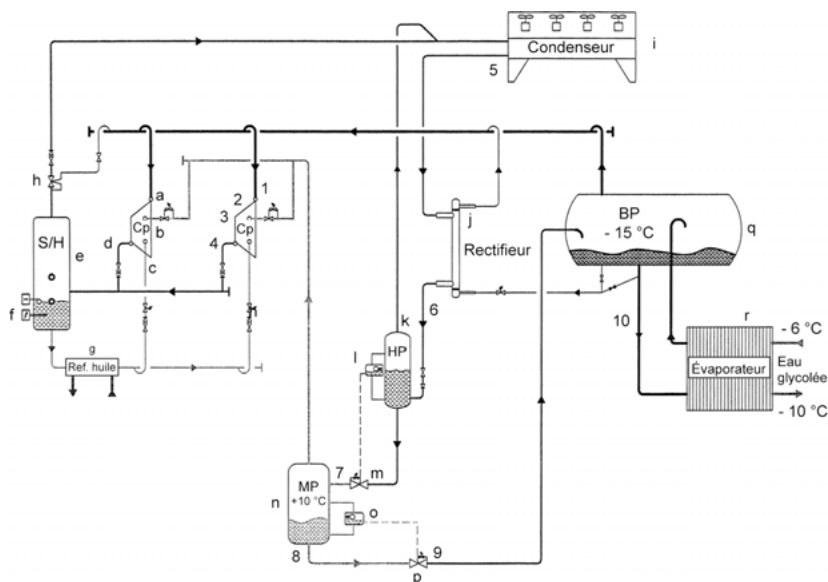 Condenseur
i
5
h
a
2
1
3
Cp
b
Cp
d
4
c
S/H
e
f
g
Ref. huile
j
Rectifieur
k
6
HP
l
BP
- 15 °C
q
10
r
- 6 °C
Évaporateur
Eau
glycolée
- 10 °C
7
m
n
MP
+10 °C
o
8
9
p